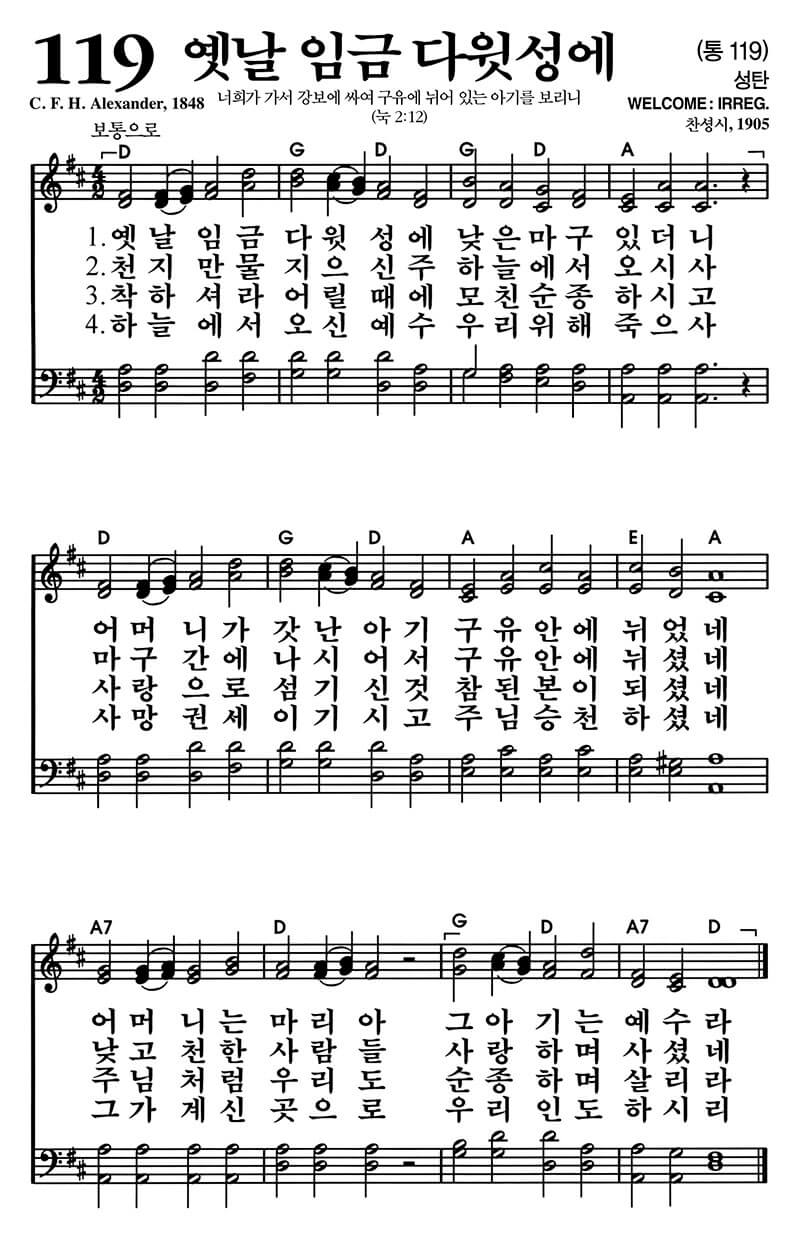 119 옛날 임금 다윗성에 (통 119)
성탄
C. F. H. Alexander, 1848 너희가 가서 강보에 싸여 구유에 뉘어 있는 아기를 보리니 WELCOME : IRREG.
(눅 2:12)
찬셩시, 1905
보통으로
D G D G D A
1. 옛 날 임 금 다 윗 성 에 낮 은 마 구 있 더 니
2. 천 지 만 물 지 으 신 주 하 늘 에 서 오 시 사
3. 착 하 셔 라 어 릴 때 에 모 친 순 종 하 시 고
4. 하 늘 에 서 오 신 예 수 우 리 위 해 죽 으 사
D G D A E A
어 머 니 가 갓 난 아 기 구 유 안 에 뉘 었 네
마 구 간 에 나 시 어 서 구 유 안 에 뉘 셨 네
사 랑 으 로 섬 기 신 것 참 된 본 이 되 셨 네
사 망 권 세 이 기 시 고 주 님 승 천 하 셨 네
A7 D G D A7 D
어 머 니 는 마 리 아 그 아 기 는 예 수 라
낮 고 천 한 사 람 들 사 랑 하 며 사 셨 네
주 님 처 럼 우 리 도 순 종 하 며 살 리 라
그 가 계 신 곳 으 로 우 리 인 도 하 시 리